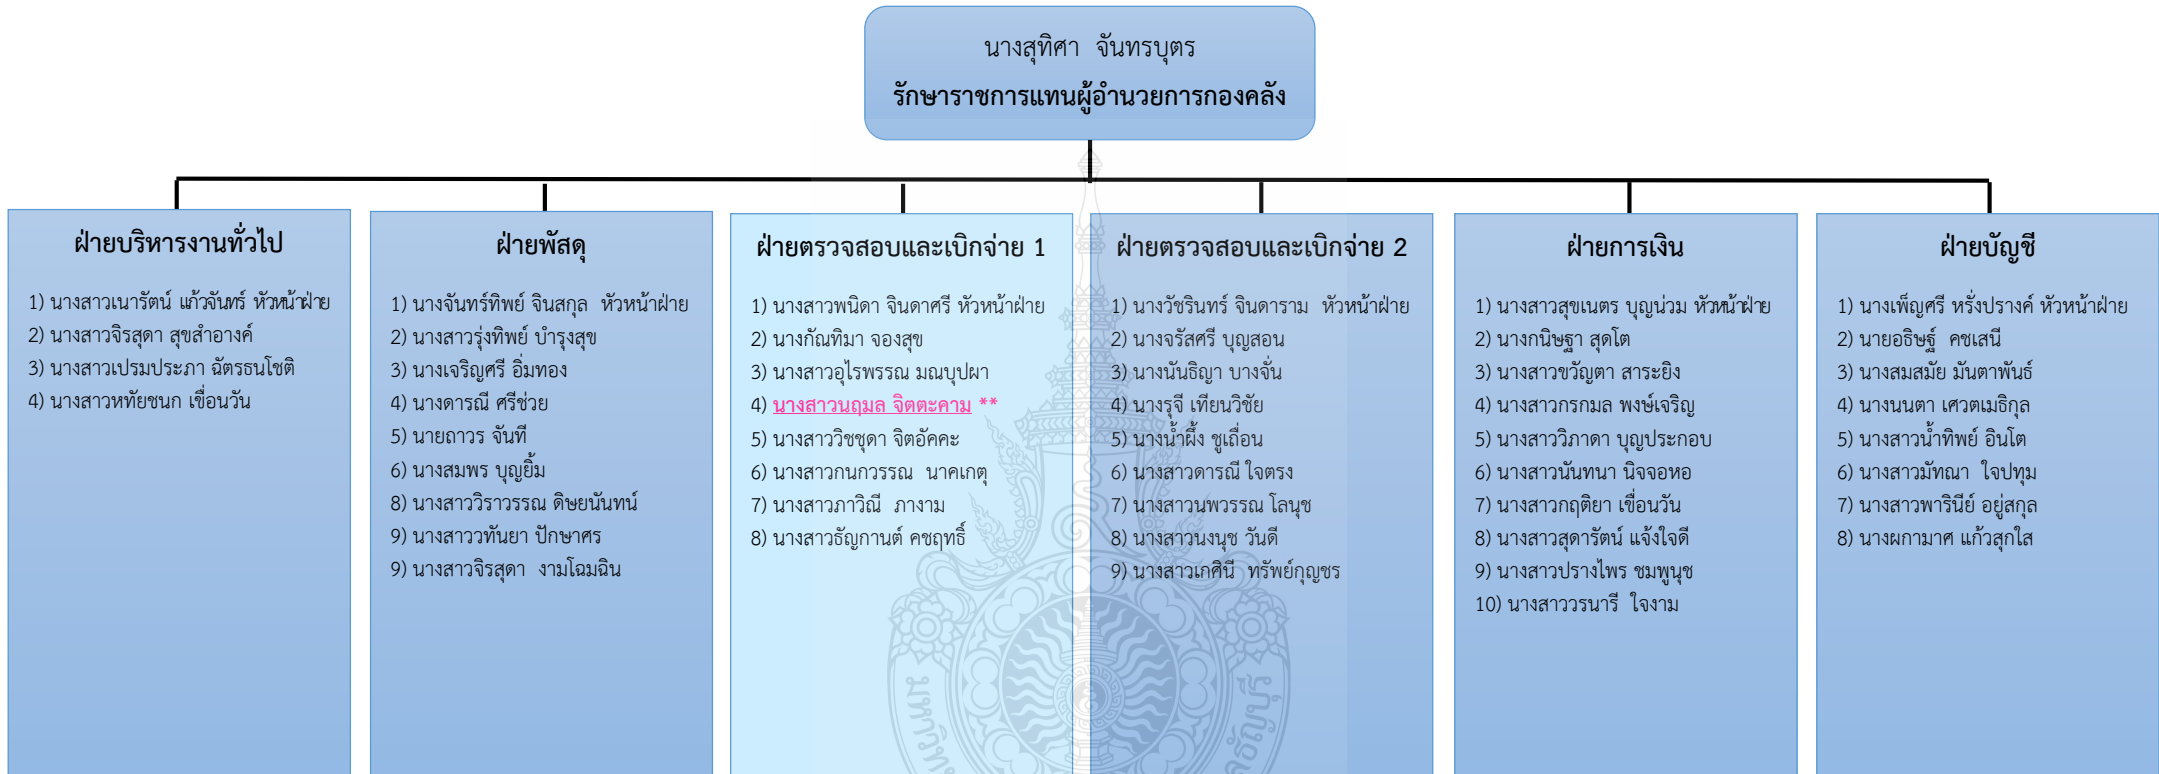 นางสุทิศา จันทรบุตร
รักษาราชการแทนผู้อำนวยการกองคลัง
ฝ่ายบริหารงานทั่วไป
1) นางสาวเนารัตน์ แก้วจันทร์ หัวหน้าฝ่าย
2) นางสาวจิรสุดา สุขสำอางค์
3) นางสาวเปรมประภา ฉัตรธนโชติ
4) นางสาวหทัยชนก เขื่อนวัน
ฝ่ายพัสดุ
1) นางจันทร์ทิพย์ จินสกุล หัวหน้าฝ่าย
2) นางสาวรุ่งทิพย์ บำรุงสุข
3) นางเจริญศรี อิ่มทอง
4) นางดารณี ศรีช่วย
5) นายถาวร จันที
6) นางสมพร บุญยิ้ม
8) นางสาววิราวรรณ ดิษยนันทน์
9) นางสาววทันยา ปักษาศร
9) นางสาวจิรสุดา งามโฉมฉิน
ฝ่ายตรวจสอบและเบิกจ่าย 1
1) นางสาวพนิดา จินดาศรี หัวหน้าฝ่าย
2) นางกัณทิมา จองสุข
3) นางสาวอุไรพรรณ มณบุปผา
4) นางสาวนฤมล จิตตะคาม **
5) นางสาววิชชุดา จิตอัคคะ
6) นางสาวกนกวรรณ นาคเกตุ
7) นางสาวภาวิณี ภางาม
8) นางสาวธัญกานต์ คชฤทธิ์
ฝ่ายตรวจสอบและเบิกจ่าย 2
1) นางวัชรินทร์ จินดาราม หัวหน้าฝ่าย
2) นางจรัสศรี บุญสอน
3) นางนันธิญา บางจั่น
4) นางรุจี เทียนวิชัย
5) นางน้ำผึ้ง ชูเถื่อน
6) นางสาวดารณี ใจตรง
7) นางสาวนพวรรณ โลนุช
8) นางสาวนงนุช วันดี
9) นางสาวเกศินี ทรัพย์กุญชร
ฝ่ายการเงิน
1) นางสาวสุขเนตร บุญน่วม หัวหน้าฝ่าย
2) นางกนิษฐา สุดโต
3) นางสาวขวัญตา สาระยิง
4) นางสาวกรกมล พงษ์เจริญ
5) นางสาววิภาดา บุญประกอบ
6) นางสาวนันทนา นิจจอหอ
7) นางสาวกฤติยา เขื่อนวัน
8) นางสาวสุดารัตน์ แจ้งใจดี
9) นางสาวปรางไพร ชมพูนุช
10) นางสาววรนารี ใจงาม
ฝ่ายบัญชี
1) นางเพ็ญศรี หรั่งปรางค์ หัวหน้าฝ่าย
2) นายอธิษฐ์ คชเสนี
3) นางสมสมัย มันตาพันธ์
4) นางนนตา เศวตเมธิกุล
5) นางสาวน้ำทิพย์ อินโต
6) นางสาวมัทณา ใจปทุม
7) นางสาวพารินีย์ อยู่สกุล
8) นางผกามาศ แก้วสุกใส